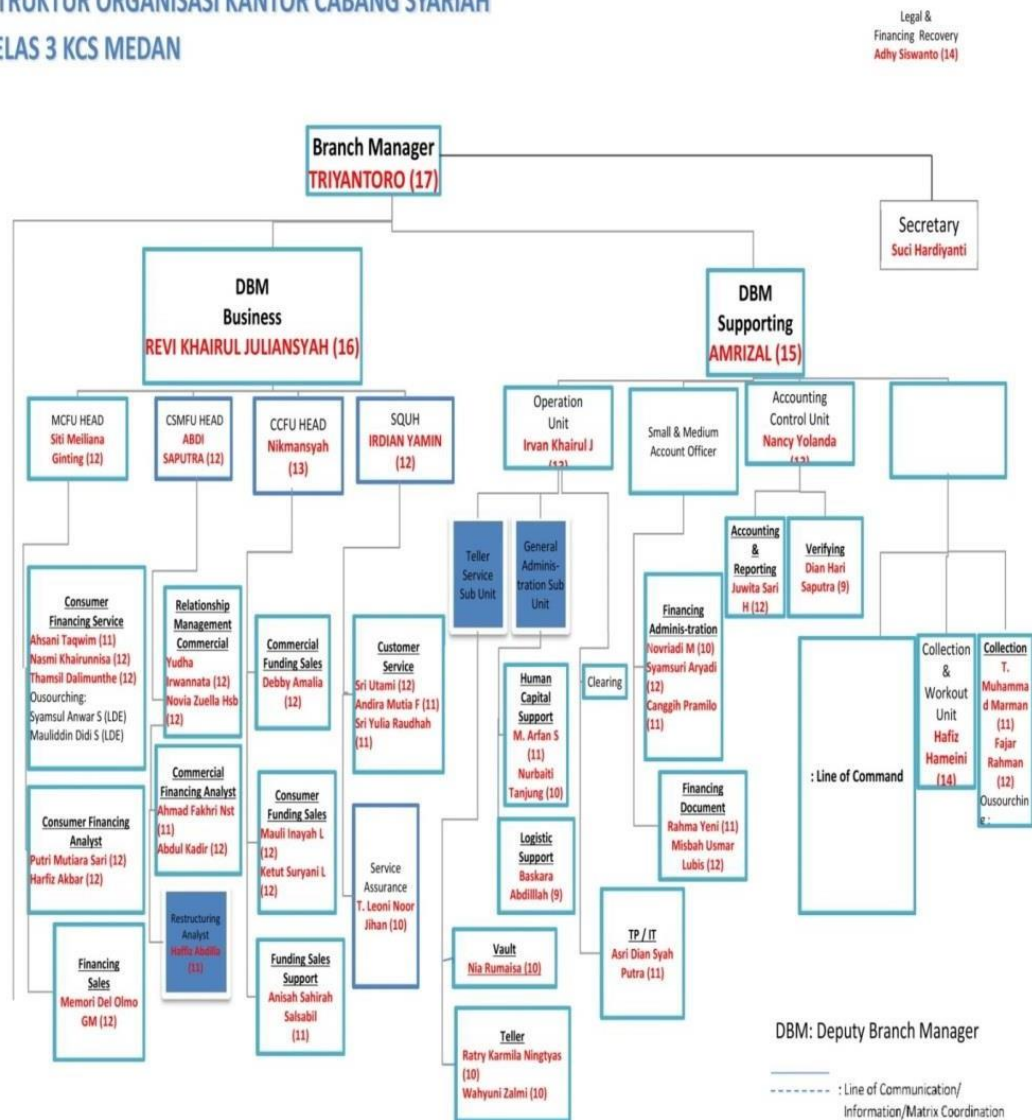 STRUKTUR ORGANISASI KANTOR CABANG SYARIAH
KELAS 3 KCS MEDAN
Legal &
Financing Recovery
Adhy Siswanto (14)
Branch Manager
TRIYANTORO (17)
Secretary
Suci Hardiyanti
DBM
Business
REVI KHAIRUL JULIANSYAH (16)
DBM
Supporting
AMRIZAL (15)
MCFU HEAD
Siti Meiliana
Ginting (12)
CSMFU HEAD
ABDI
SAPUTRA (12)
CCFU HEAD
Nikmansyah
(13)
SQUH
IRDIAN YAMIN
(12)
Operation
Unit
Irvan Khairul J
Small & Medium
Account Officer
Accounting
Control Unit
Nancy Yolanda
Teller
Service
Sub Unit
General
Adminis-
tration Sub
Unit
Accounting
&
Reporting
Juwita Sari
H (12)
Verifying
Dian Hari
Saputra (9)
Consumer
Financing Service
Ahsani Taqwim (11)
Nasmi Khairunnisa (12)
Thamsil Dalimunthe (12)
Ousourching:
Syamsul Anwar S (LDE)
Mauliddin Didi S (LDE)
Relationship
Management
Commercial
Yudha
Irwannata (12)
Novia Zuella Hsb
(12)
Commercial
Funding Sales
Debby Amalia
(12)
Customer
Service
Sri Utami (12)
Andira Mutia F (11)
Sri Yulia Raudhah
(11)
Human
Capital
Support
M. Arfan S
(11)
Nurbaiti
Tanjung (10)
Clearing
Financing
Adminis-tration
Novriadi M (10)
Syamsuri Aryadi
(12)
Canggih Pramilo
(11)
: Line of Command
Collection
&
Workout
Unit
Hafiz
Hameini
(14)
Collection
T.
Muhamma
d Marman
(11)
Fajar
Rahman
(12)
Ousourchin
g :
Consumer Financing
Analyst
Putri Mutiara Sari (12)
Harfiz Akbar (12)
Commercial
Financing Analyst
Ahmad Fakhri Nst
(11)
Abdul Kadir (12)
Consumer
Funding Sales
Mauli Inayah L
(12)
Ketut Suryani L
(12)
Service
Assurance
T. Leoni Noor
Jihan (10)
Logistic
Support
Baskara
Abdilllah (9)
Financing
Document
Rahma Yeni (11)
Misbah Usmar
Lubis (12)
Financing
Sales
Memori Del Olmo
GM (12)
Restructuring
Analyst
Haffiz Abdilla
(11)
Funding Sales
Support
Anisah Sahirah
Salsabil
(11)
Vault
Nia Rumaisa (10)
TP / IT
Asri Dian Syah
Putra (11)
Teller
Ratry Karmila Ningtyas
(10)
Wahyuni Zalmi (10)
DBM: Deputy Branch Manager
: Line of Communication/
Information/Matrix Coordination